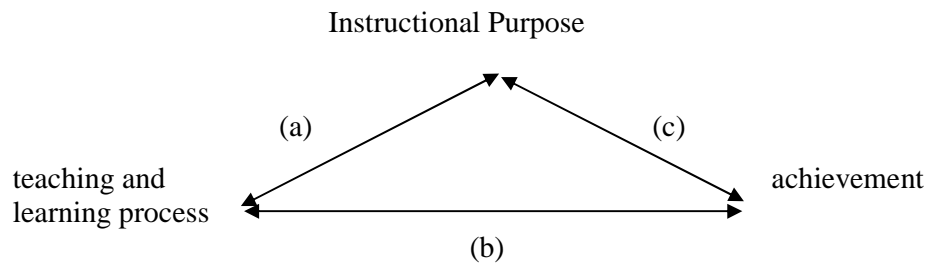 Instructional Purpose
(a)
(c)
teaching and
learning process
achievement
(b)